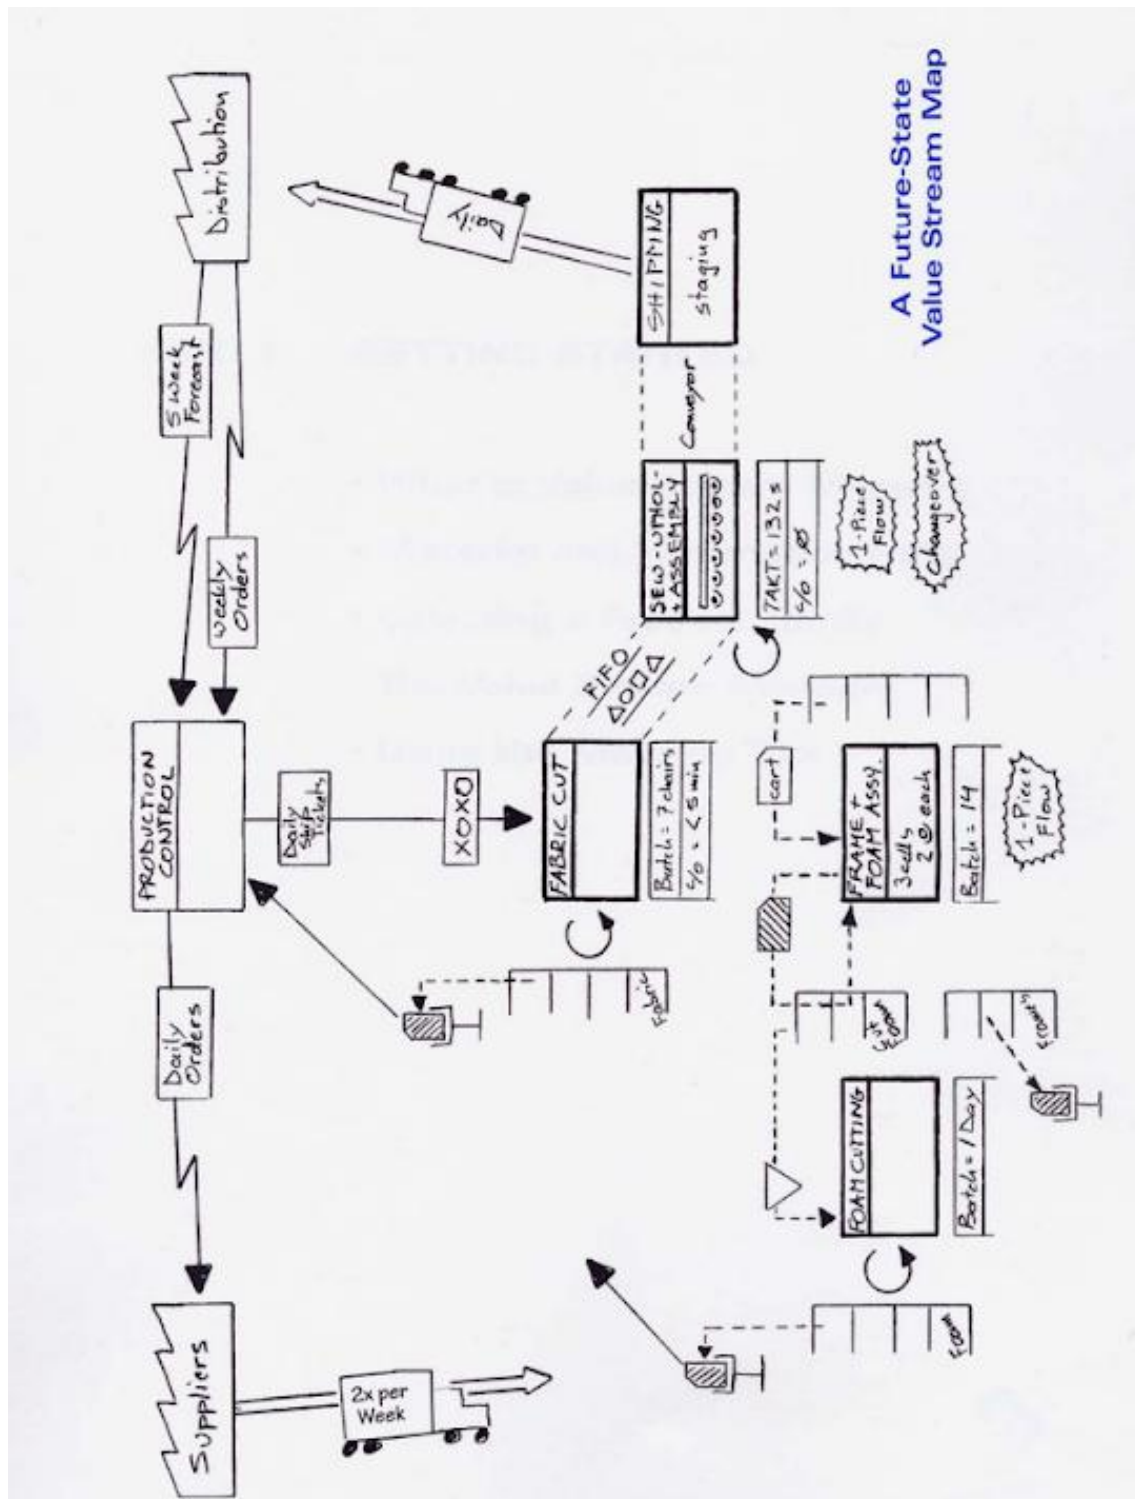 Suppliers
Daily
Orders
PRODUCTION
CONTROL
5 week
Forecast
Weekly
Orders
Distribution
2x per
Week
Daily
Ship
Tickets
OXOX
Daily
Fabric
FABRIC CUT
Batch = 7 chairs
c/o = < 5 min
FIFO
SEW-UPHOL-
+ ASSEMBLY
TAKT = 132 s
c/o = Ø
Conveyor
SHIPPING
staging
1-Piece
Flow
Changeover
cart
Foam
FOAM CUTTING
Batch = 1 Day
Cut
Foam
Frames
FRAME +
FOAM ASSY.
3 cells
2 @ each
Batch = 14
1-Piece
Flow
A Future-State
Value Stream Map